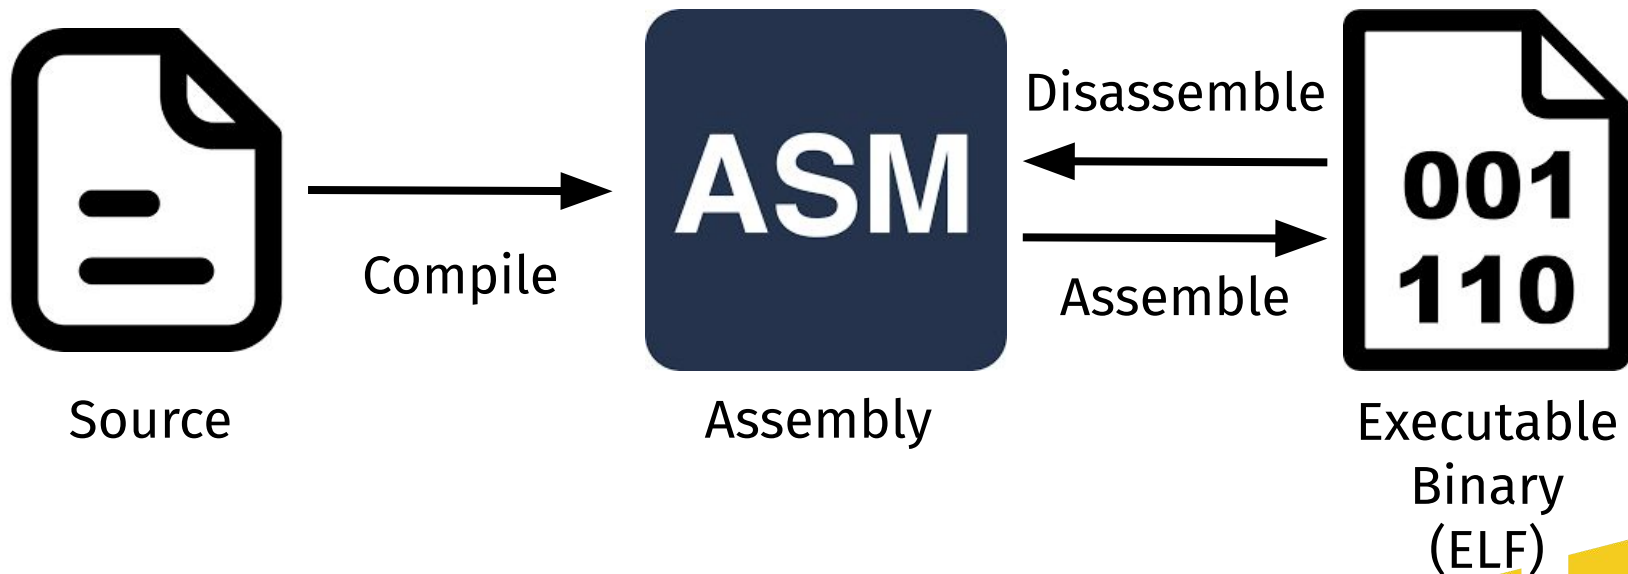 Disassemble
ASM
001
110
Compile
Assemble
Source
Assembly
Executable
Binary
(ELF)